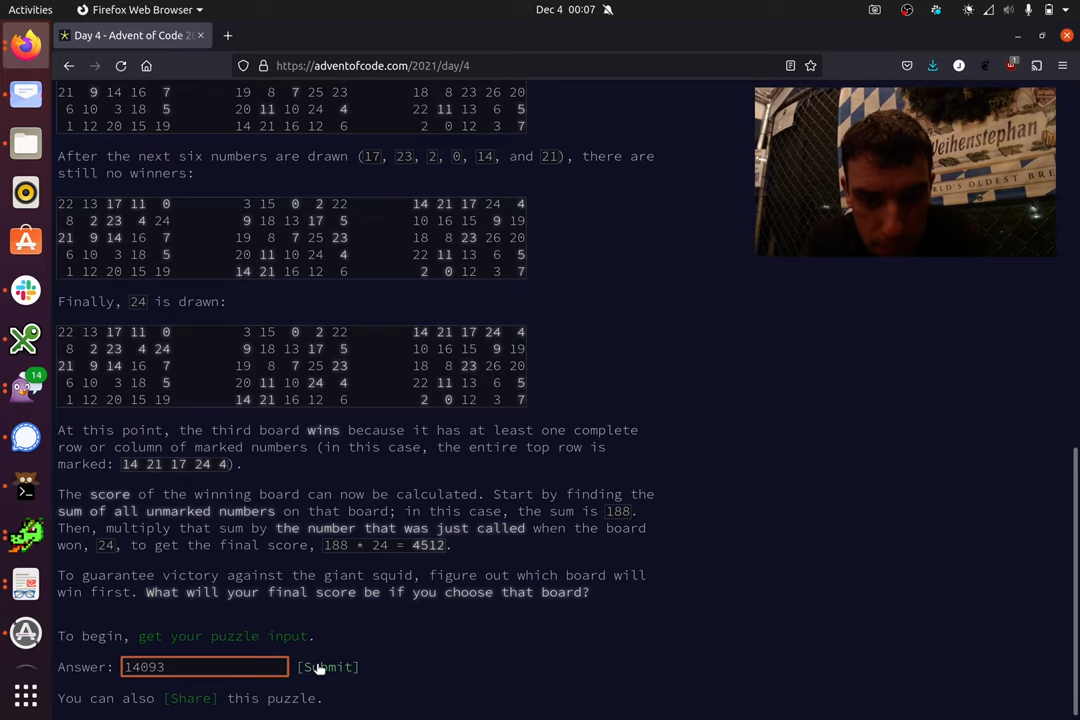 Activities
Firefox Web Browser
Dec 4 00:07
Day 4 - Advent of Code 20
https://adventofcode.com/2021/day/4
21 9 14 16 7 19 8 7 25 23 18 8 23 26 20
6 10 3 18 5 20 11 10 24 4 22 11 13 6 5
1 12 20 15 19 14 21 16 12 6 2 0 12 3 7
After the next six numbers are drawn (17, 23, 2, 0, 14, and 21), there are
still no winners:
22 13 17 11 0 3 15 0 2 22 14 21 17 24 4
8 2 23 4 24 9 18 13 17 5 10 16 15 9 19
21 9 14 16 7 19 8 7 25 23 18 8 23 26 20
6 10 3 18 5 20 11 10 24 4 22 11 13 6 5
1 12 20 15 19 14 21 16 12 6 2 0 12 3 7
Finally, 24 is drawn:
22 13 17 11 0 3 15 0 2 22 14 21 17 24 4
8 2 23 4 24 9 18 13 17 5 10 16 15 9 19
21 9 14 16 7 19 8 7 25 23 18 8 23 26 20
6 10 3 18 5 20 11 10 24 4 22 11 13 6 5
1 12 20 15 19 14 21 16 12 6 2 0 12 3 7
At this point, the third board wins because it has at least one complete
row or column of marked numbers (in this case, the entire top row is
marked: 14 21 17 24 4).
The score of the winning board can now be calculated. Start by finding the
sum of all unmarked numbers on that board; in this case, the sum is 188.
Then, multiply that sum by the number that was just called when the board
won, 24, to get the final score, 188 * 24 = 4512.
To guarantee victory against the giant squid, figure out which board will
win first. What will your final score be if you choose that board?
To begin, get your puzzle input.
Answer: 14093 [Submit]
You can also [Share] this puzzle.
14
1
Weihenstephan
WORLD'S OLDEST BRE